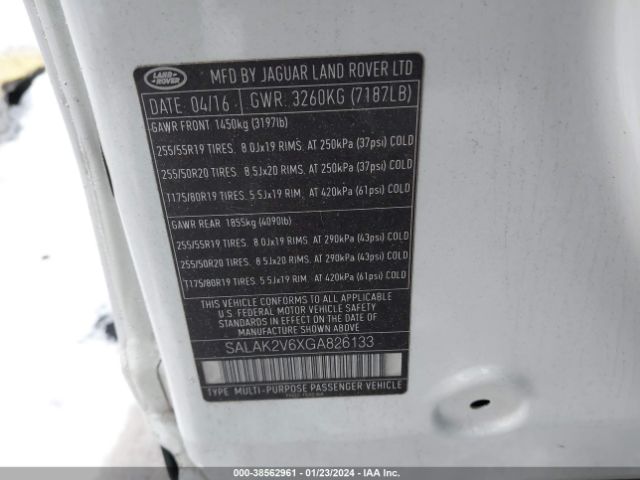 LAND ROVER
MFD BY JAGUAR LAND ROVER LTD
DATE 04/16 GWR: 3260KG (7187LB)
GAWR FRONT 1450kg (3197lb)
255/55R19 TIRES. 8.0Jx19 RIMS. AT 250kPa (37psi) COLD
255/50R20 TIRES. 8.5Jx20 RIMS. AT 250kPa (37psi) COLD
T175/80R19 TIRES. 5.5Jx19 RIM. AT 420kPa (61psi) COLD
GAWR REAR 1855kg (4090lb)
255/55R19 TIRES. 8.0Jx19 RIMS. AT 290kPa (43psi) COLD
255/50R20 TIRES. 8.5Jx20 RIMS. AT 290kPa (43psi) COLD
T175/80R19 TIRES. 5.5Jx19 RIM. AT 420kPa (61psi) COLD
THIS VEHICLE CONFORMS TO ALL APPLICABLE
U.S. FEDERAL MOTOR VEHICLE SAFETY STANDARDS IN
EFFECT ON THE DATE OF MANUFACTURE SHOWN ABOVE
SALAK2V6XGA826133
TYPE: MULTI-PURPOSE PASSENGER VEHICLE
000-38562961 - 01/23/2024 - IAA Inc.